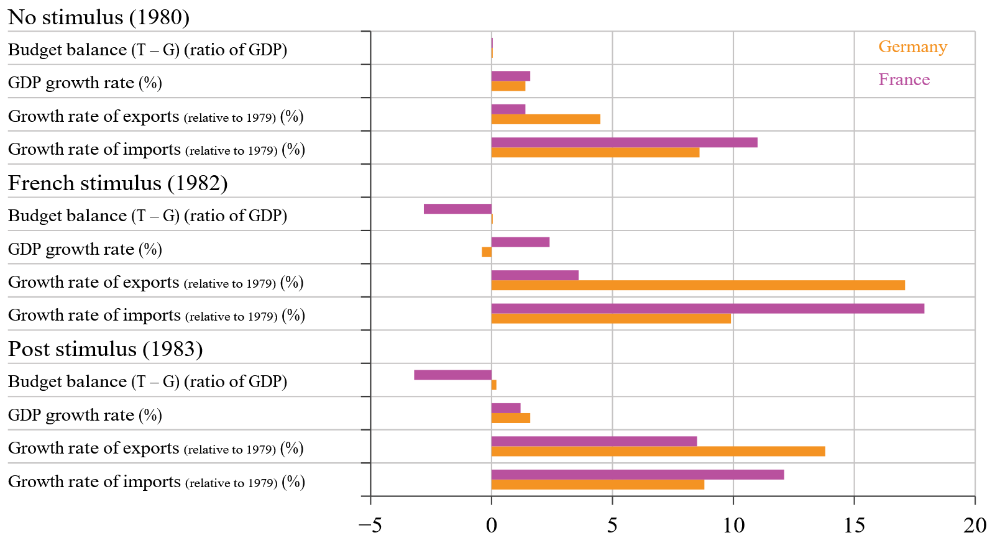 No stimulus (1980)
Budget balance (T – G) (ratio of GDP)
Germany
GDP growth rate (%)
France
Growth rate of exports (relative to 1979) (%)
Growth rate of imports (relative to 1979) (%)
French stimulus (1982)
Budget balance (T – G) (ratio of GDP)
GDP growth rate (%)
Growth rate of exports (relative to 1979) (%)
Growth rate of imports (relative to 1979) (%)
Post stimulus (1983)
Budget balance (T – G) (ratio of GDP)
GDP growth rate (%)
Growth rate of exports (relative to 1979) (%)
Growth rate of imports (relative to 1979) (%)
−5 0 5 10 15 20